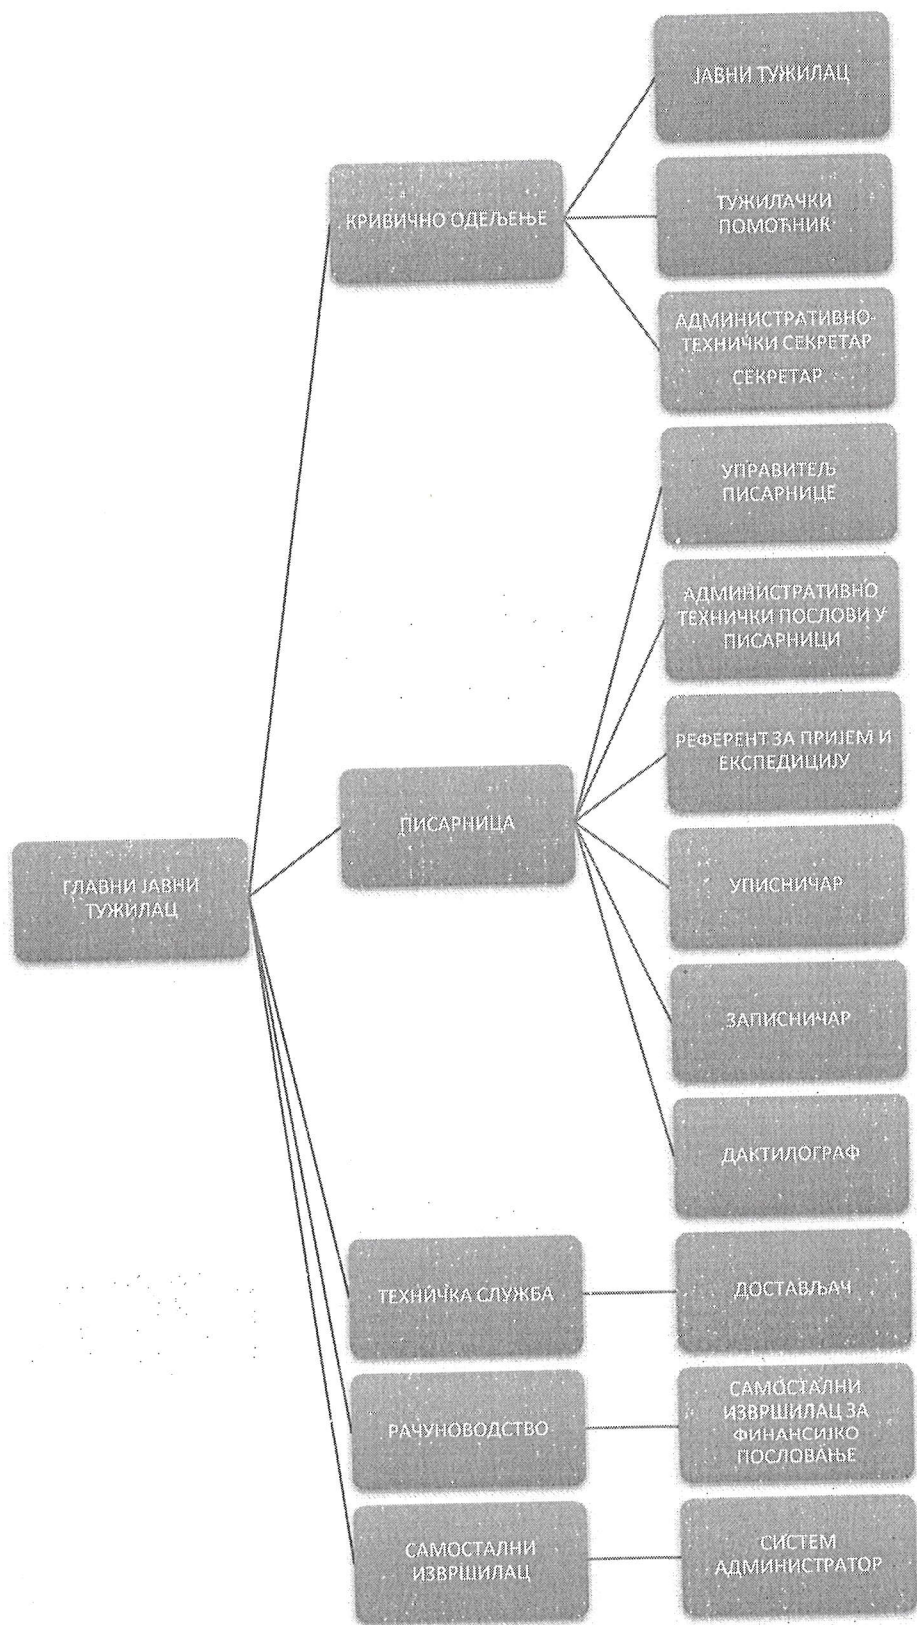 ЈАВНИ ТУЖИЛАЦ
КРИВИЧНО ОДЕЉЕЊЕ
ТУЖИЛАЧКИ
ПОМОЋНИК
АДМИНИСТРАТИВНО-
ТЕХНИЧКИ СЕКРЕТАР
СЕКРЕТАР
УПРАВИТЕЉ
ПИСАРНИЦЕ
АДМИНИСТРАТИВНО
ТЕХНИЧКИ ПОСЛОВИ У
ПИСАРНИЦИ
РЕФЕРЕНТ ЗА ПРИЈЕМ И
ЕКСПЕДИЦИЈУ
ПИСАРНИЦА
ГЛАВНИ ЈАВНИ
ТУЖИЛАЦ
УПИСНИЧАР
ЗАПИСНИЧАР
ДАКТИЛОГРАФ
ТЕХНИЧКА СЛУЖБА
ДОСТАВЉАЧ
РАЧУНОВОДСТВО
САМОСТАЛНИ
ИЗВРШИЛАЦ ЗА
ФИНАНСИЈКО
ПОСЛОВАЊЕ
САМОСТАЛНИ
ИЗВРШИЛАЦ
СИСТЕМ
АДМИНИСТРАТОР